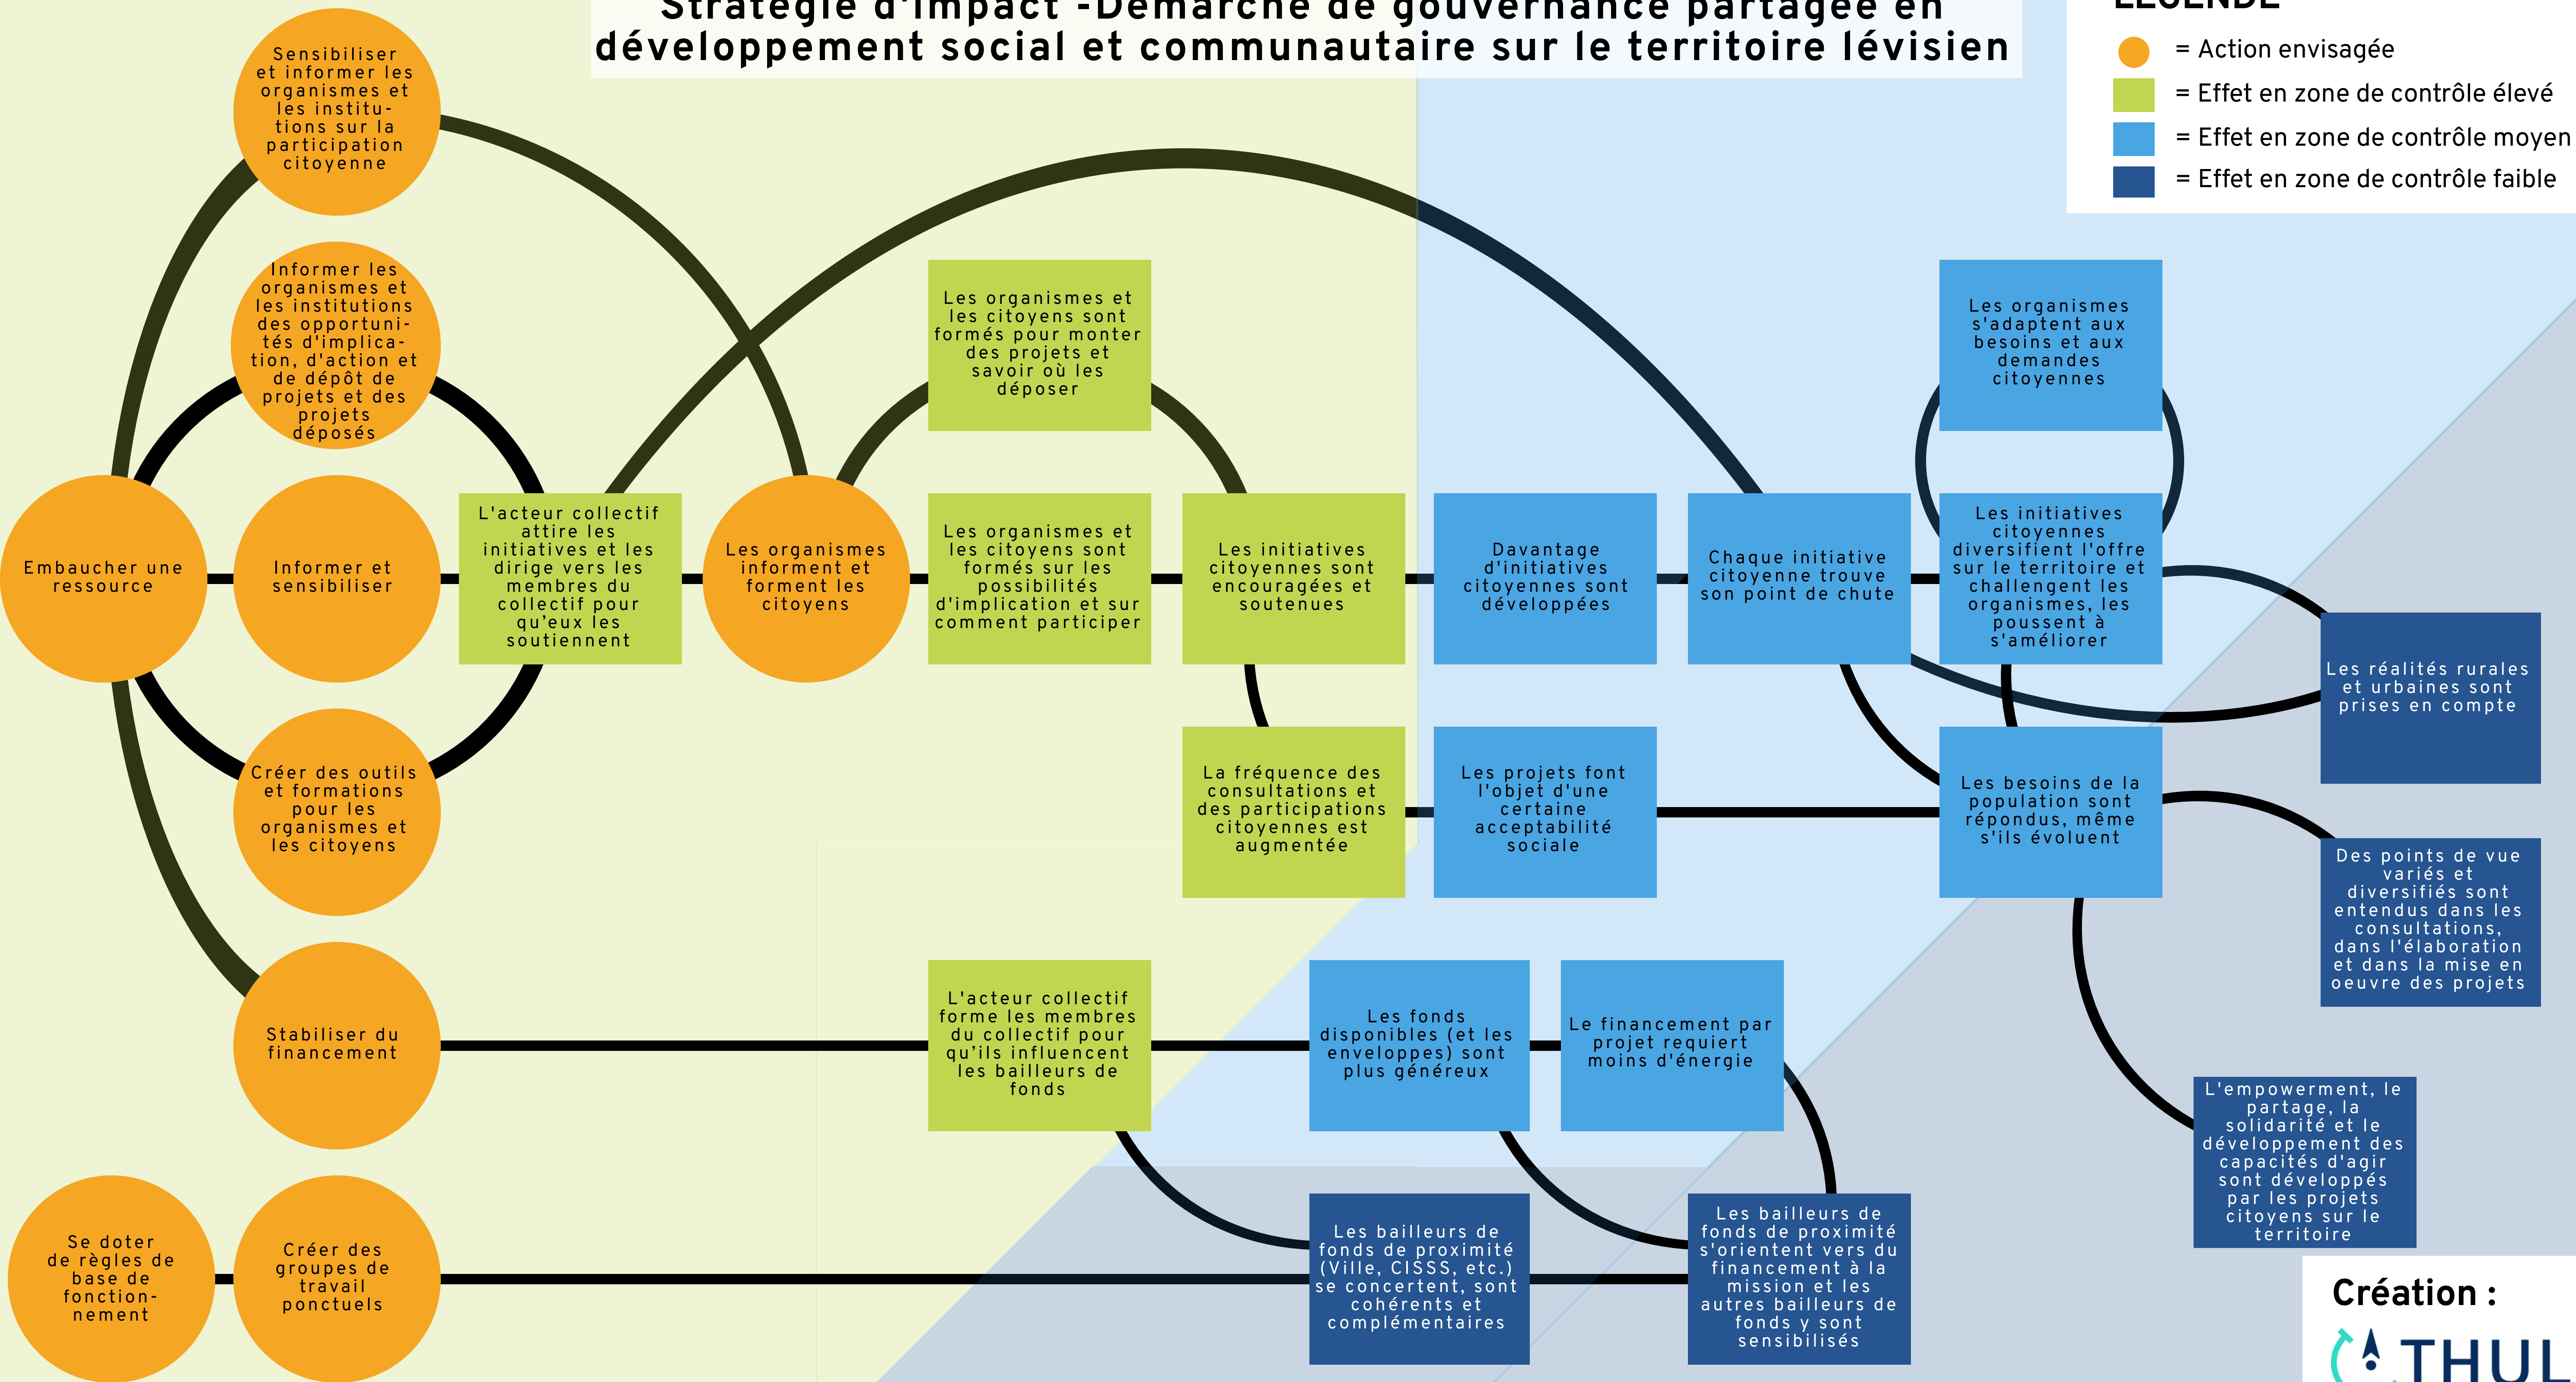 Stratégie d'impact -Démarche de gouvernance partagée en
développement social et communautaire sur le territoire lévisien
LÉGENDE
= Action envisagée
= Effet en zone de contrôle élevé
= Effet en zone de contrôle moyen
= Effet en zone de contrôle faible
Sensibiliser
et informer les
organismes et
les institu-
tions sur la
participation
citoyenne
Informer les
organismes et
les institutions
des opportuni-
tés d'implica-
tion, d'action et
de dépôt de
projets et des
projets
déposés
Les organismes et
les citoyens sont
formés pour monter
des projets et
savoir où les
déposer
Les organismes
s'adaptent aux
besoins et aux
demandes
citoyennes
Embaucher une
ressource
Informer et
sensibiliser
L'acteur collectif
attire les
initiatives et les
dirige vers les
membres du
collectif pour
qu'eux les
soutiennent
Les organismes
informent et
forment les
citoyens
Les organismes et
les citoyens sont
formés sur les
possibilités
d'implication et sur
comment participer
Les initiatives
citoyennes sont
encouragées et
soutenues
Davantage
d'initiatives
citoyennes sont
développées
Chaque initiative
citoyenne trouve
son point de chute
Les initiatives
citoyennes
diversifient l'offre
sur le territoire et
challengent les
organismes, les
poussent à
s'améliorer
Les réalités rurales
et urbaines sont
prises en compte
Créer des outils
et formations
pour les
organismes et
les citoyens
La fréquence des
consultations et
des participations
citoyennes est
augmentée
Les projets font
l'objet d'une
certaine
acceptabilité
sociale
Les besoins de la
population sont
répondus, même
s'ils évoluent
Des points de vue
variés et
diversifiés sont
entendus dans les
consultations,
dans l'élaboration
et dans la mise en
oeuvre des projets
Stabiliser du
financement
L'acteur collectif
forme les membres
du collectif pour
qu'ils influencent
les bailleurs de
fonds
Les fonds
disponibles (et les
enveloppes) sont
plus généreux
Le financement par
projet requiert
moins d'énergie
L'empowerment, le
partage, la
solidarité et le
développement des
capacités d'agir
sont développés
par les projets
citoyens sur le
territoire
Se doter
de règles de
base de
fonction-
nement
Créer des
groupes de
travail
ponctuels
Les bailleurs de
fonds de proximité
(Ville, CISSS, etc.)
se concertent, sont
cohérents et
complémentaires
Les bailleurs de
fonds de proximité
s'orientent vers du
financement à la
mission et les
autres bailleurs de
fonds y sont
sensibilisés
Création :
THUL